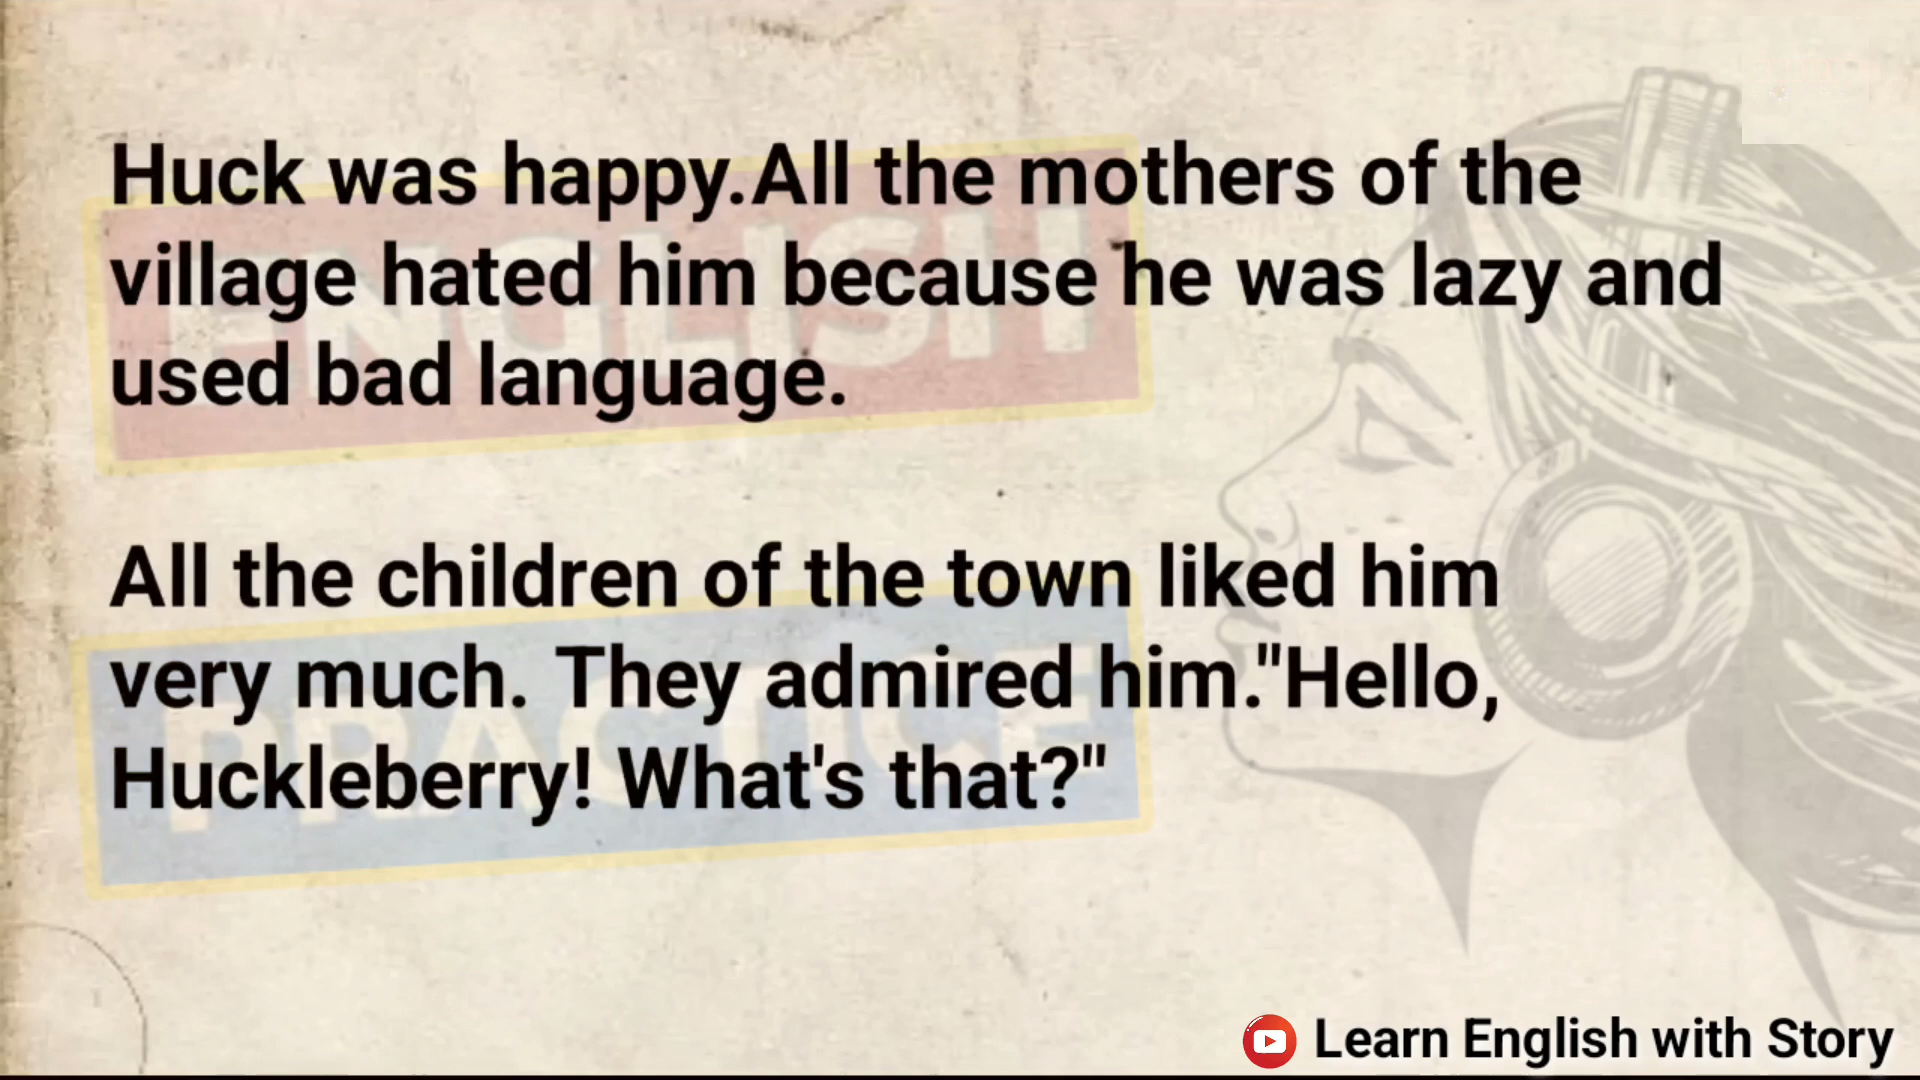 Huck was happy.All the mothers of the
village hated him because he was lazy and
used bad language.
All the children of the town liked him
very much. They admired him."Hello,
Huckleberry! What's that?"
ENGLISH
PRACTICE
Learn English with Story